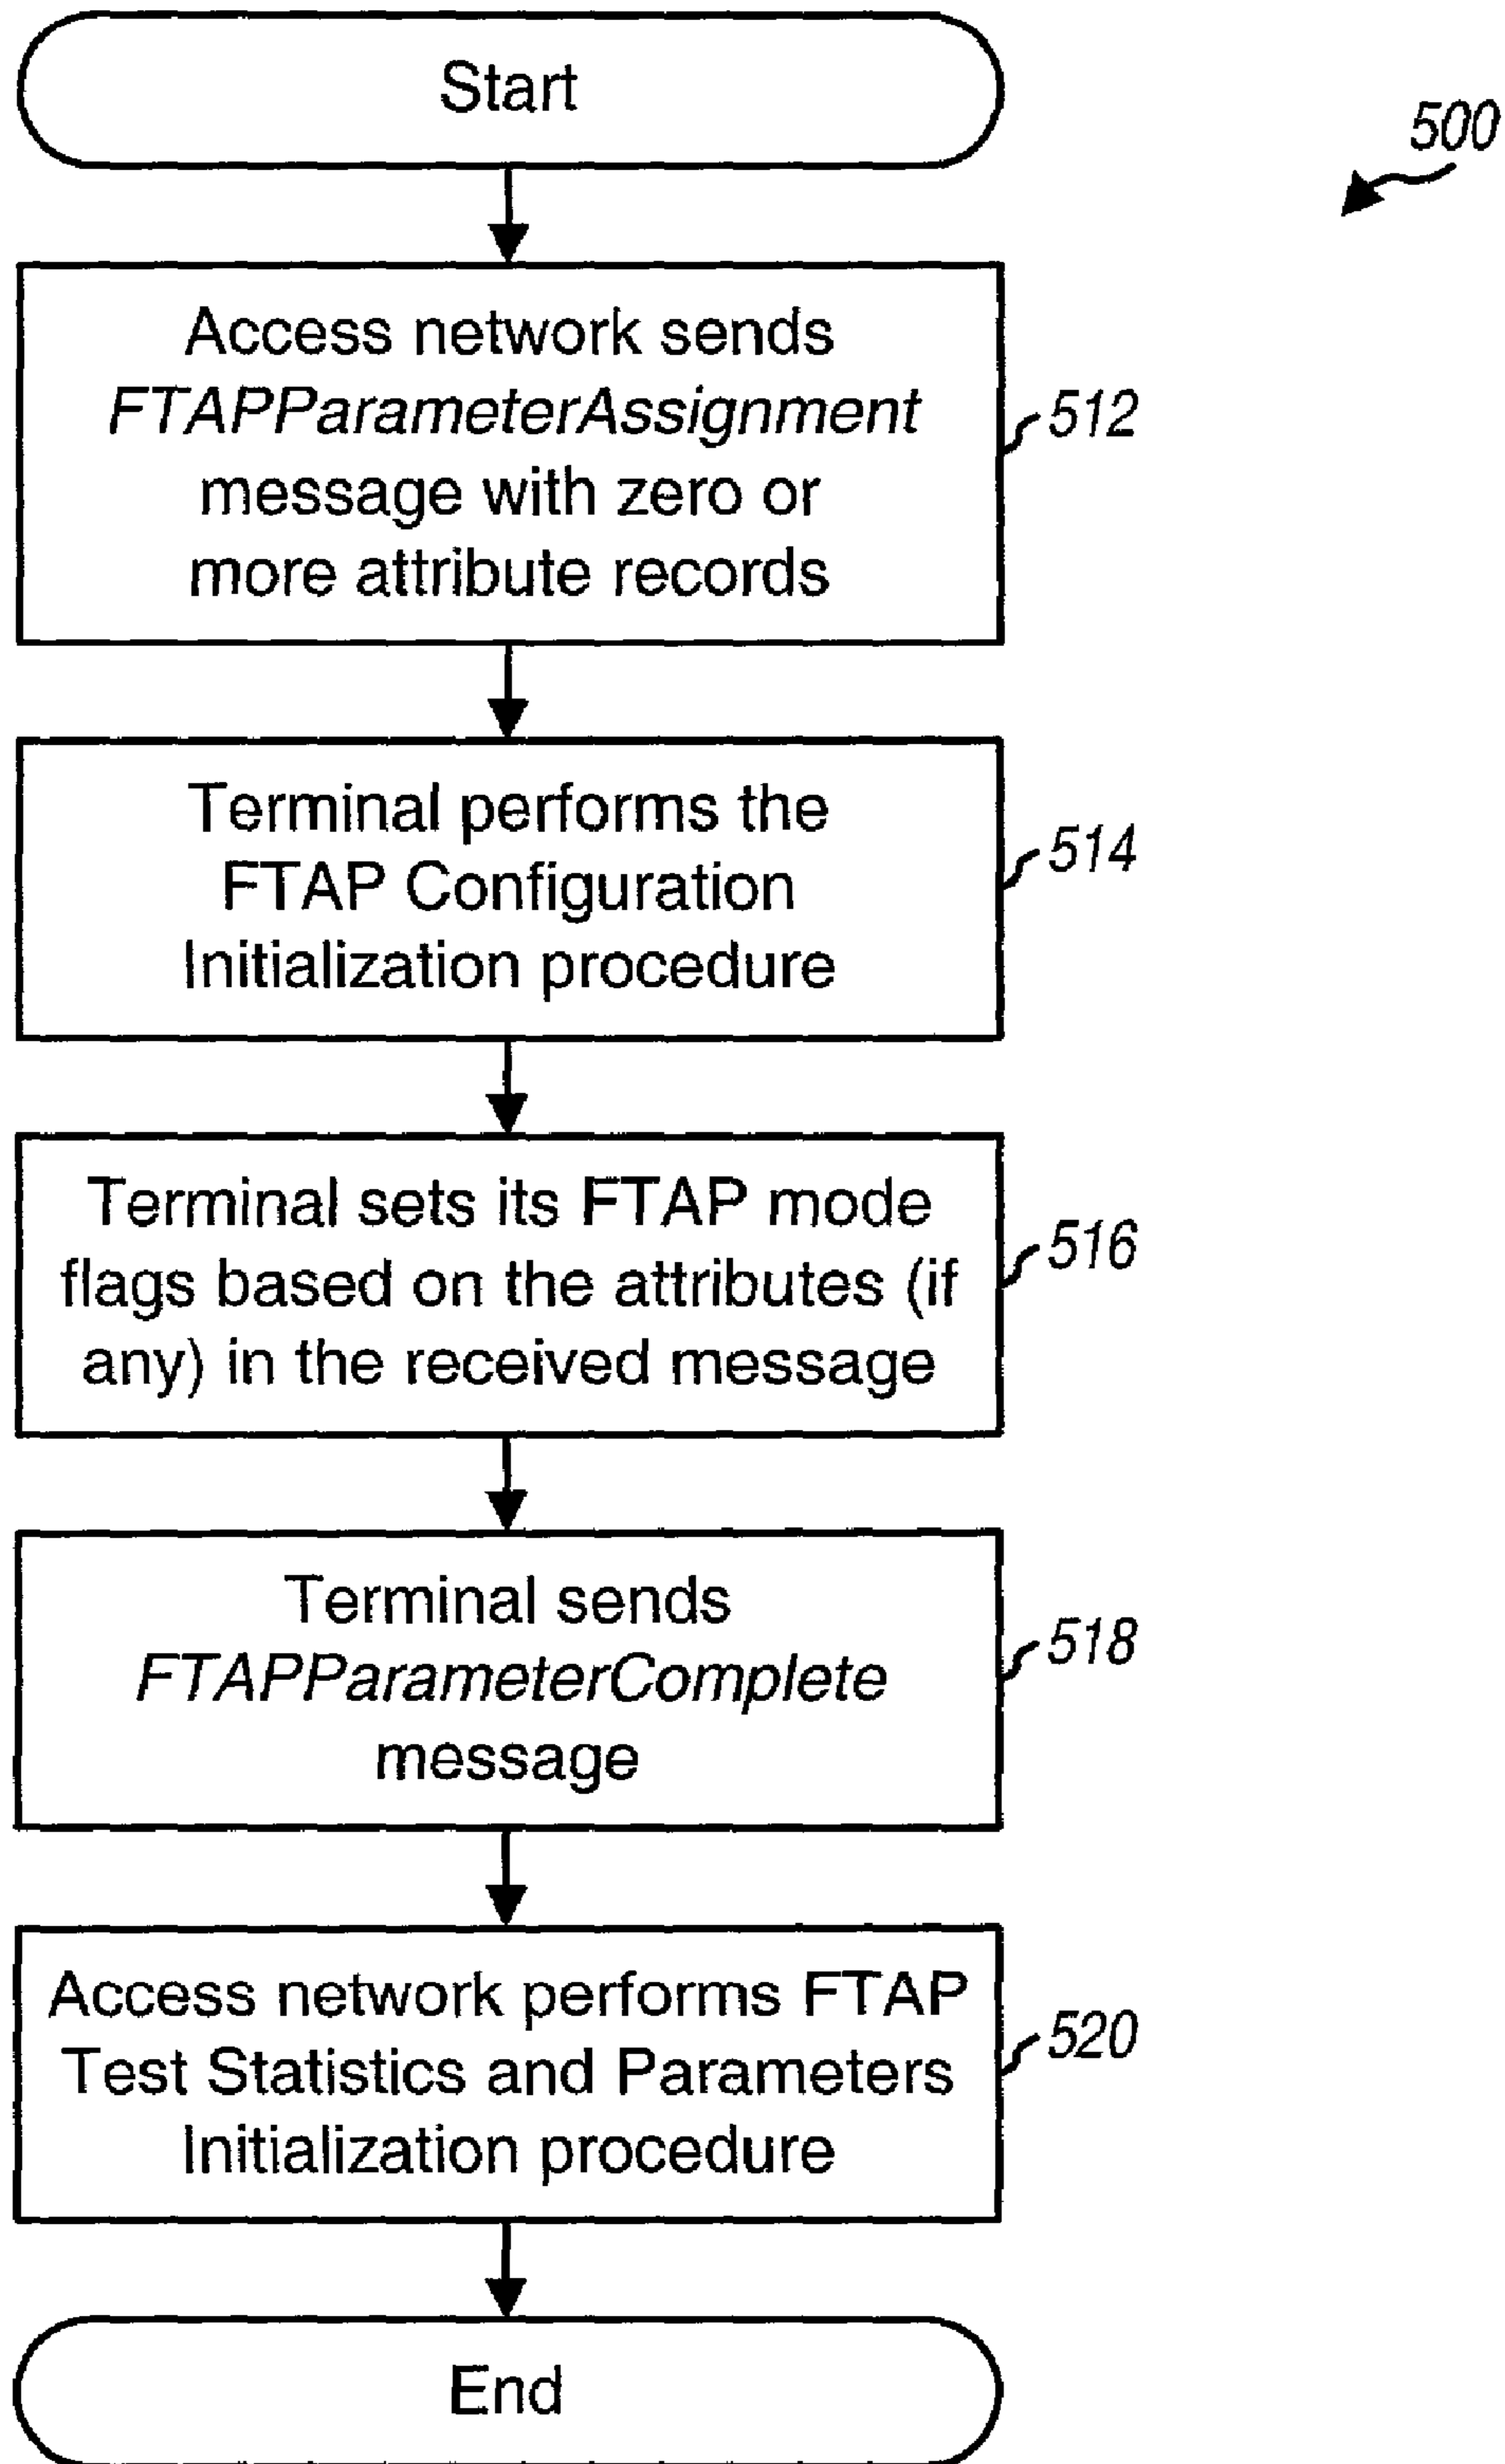 Start
500
Access network sends
FTAPParameterAssignment
message with zero or
more attribute records
512
Terminal performs the
FTAP Configuration
Initialization procedure
514
Terminal sets its FTAP mode
flags based on the attributes (if
any) in the received message
516
Terminal sends
FTAPParameterComplete
message
518
Access network performs FTAP
Test Statistics and Parameters
Initialization procedure
520
End